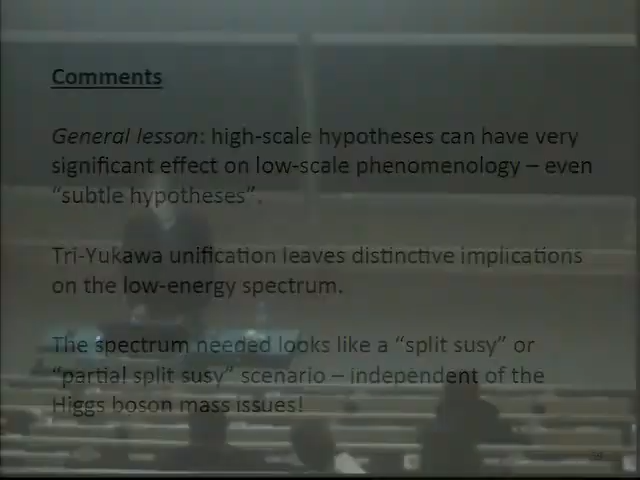 Comments
General lesson: high-scale hypotheses can have very
significant effect on low-scale phenomenology – even
“subtle hypotheses”.
Tri-Yukawa unification leaves distinctive implications
on the low-energy spectrum.
The spectrum needed looks like a “split susy” or
“partial split susy” scenario – independent of the
Higgs boson mass issues!